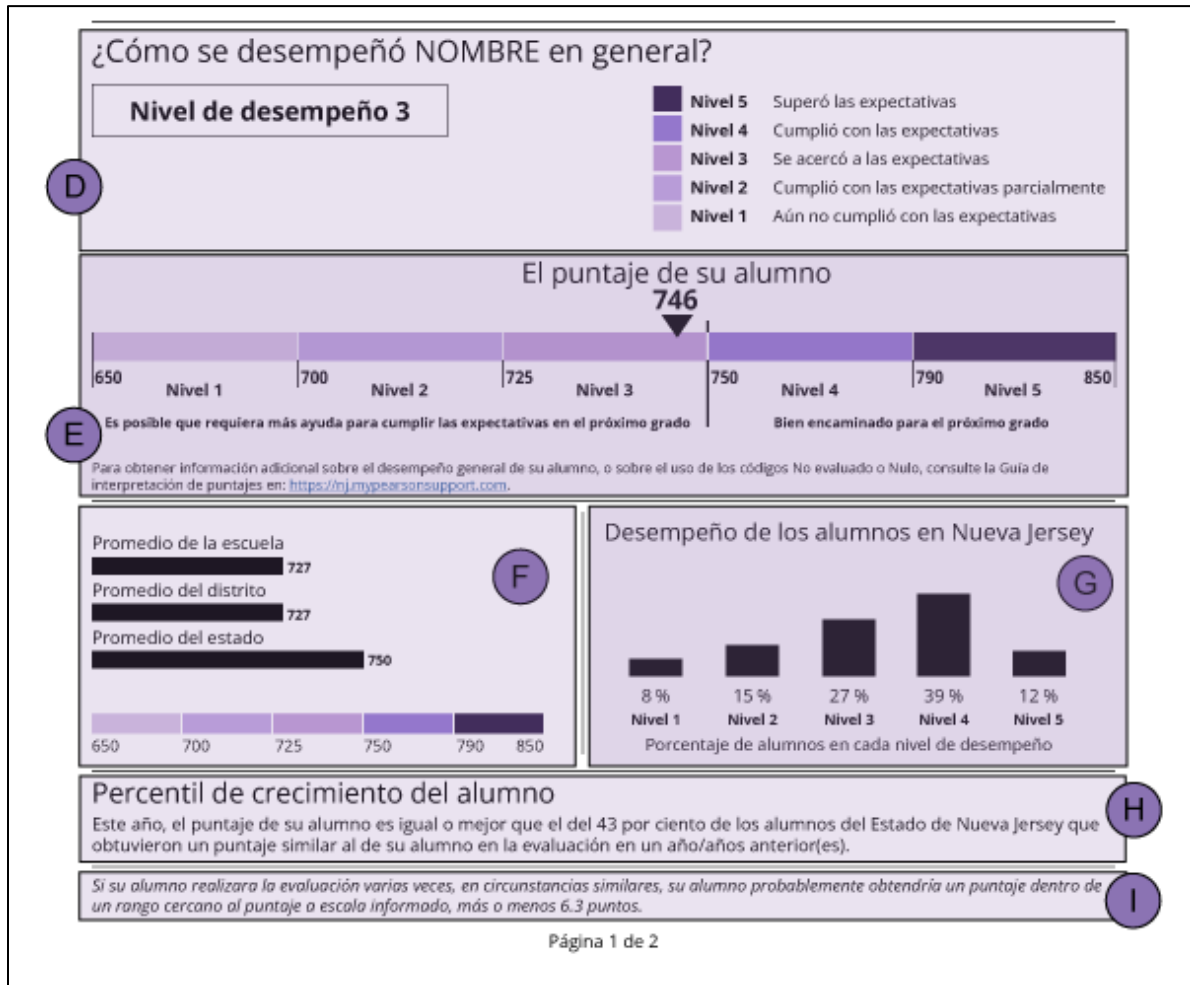 ¿Cómo se desempeñó NOMBRE en general?
Nivel de desempeño 3
Nivel 5 Superó las expectativas
Nivel 4 Cumplió con las expectativas
Nivel 3 Se acercó a las expectativas
Nivel 2 Cumplió con las expectativas parcialmente
Nivel 1 Aún no cumplió con las expectativas
D
El puntaje de su alumno
746
650 Nivel 1 700 Nivel 2 725 Nivel 3 750 Nivel 4 790 Nivel 5 850
E
Es posible que requiera más ayuda para cumplir las expectativas en el próximo grado Bien encaminado para el próximo grado
Para obtener información adicional sobre el desempeño general de su alumno, o sobre el uso de los códigos No evaluado o Nulo, consulte la Guía de
interpretación de puntajes en: https://nj.mypearsonsupport.com.
Promedio de la escuela
727
Promedio del distrito
727
Promedio del estado
750
650 700 725 750 790 850
F
Desempeño de los alumnos en Nueva Jersey
G
8 % 15 % 27 % 39 % 12 %
Nivel 1 Nivel 2 Nivel 3 Nivel 4 Nivel 5
Porcentaje de alumnos en cada nivel de desempeño
Percentil de crecimiento del alumno
H
Este año, el puntaje de su alumno es igual o mejor que el del 43 por ciento de los alumnos del Estado de Nueva Jersey que
obtuvieron un puntaje similar al de su alumno en la evaluación en un año/años anterior(es).
Si su alumno realizara la evaluación varias veces, en circunstancias similares, su alumno probablemente obtendría un puntaje dentro de
un rango cercano al puntaje a escala informado, más o menos 6.3 puntos.
I
Página 1 de 2